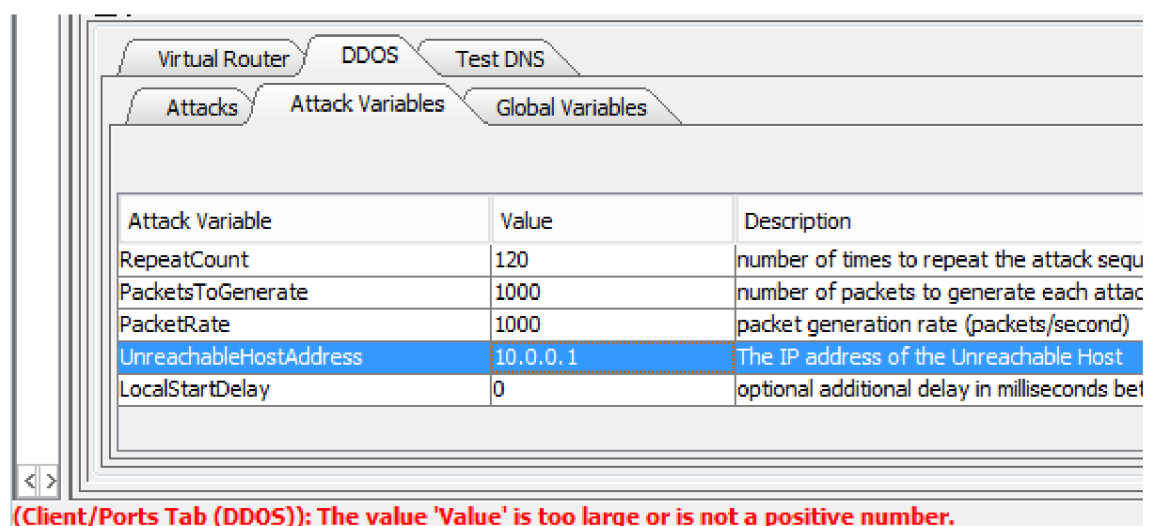 Virtual Router DDOS Test DNS
Attacks Attack Variables Global Variables
Attack Variable Value Description
RepeatCount 120 number of times to repeat the attack sequ
PacketsToGenerate 1000 number of packets to generate each attac
PacketRate 1000 packet generation rate (packets/second)
UnreachableHostAddress 10.0.0.1 The IP address of the Unreachable Host
LocalStartDelay 0 optional additional delay in milliseconds bet
(Client/Ports Tab (DDOS)): The value 'Value' is too large or is not a positive number.